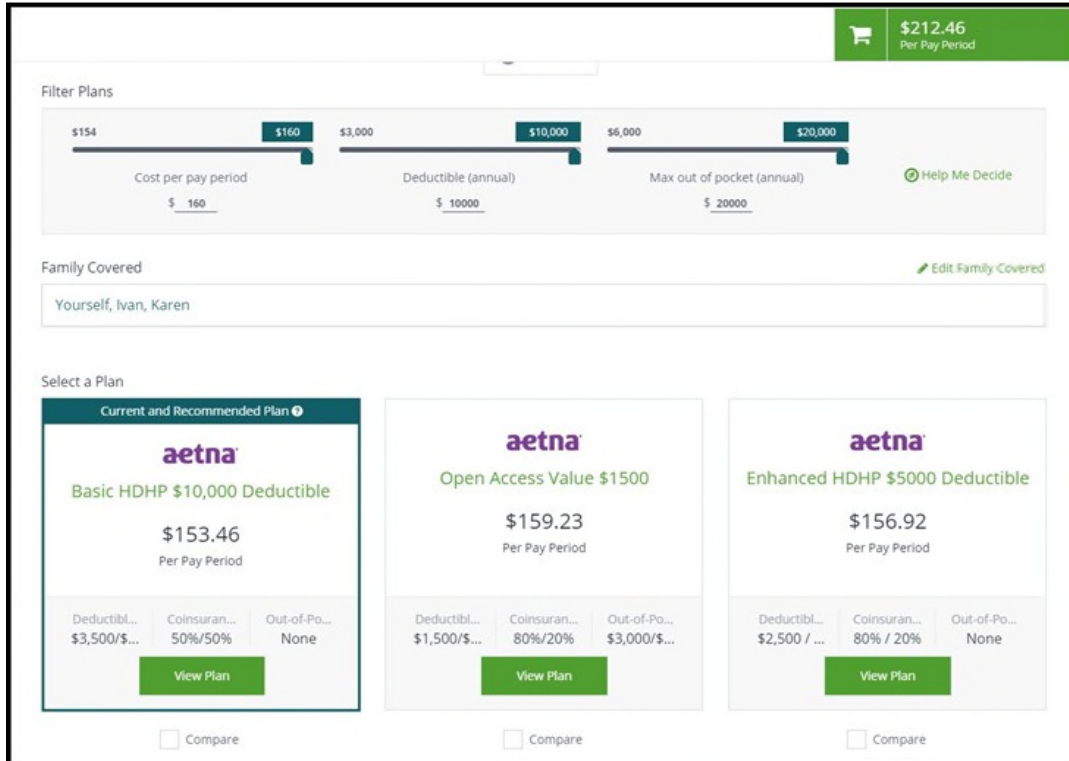 $212.46
Per Pay Period
Filter Plans
$154 $160 $3,000 $10,000 $6,000 $20,000
Cost per pay period Deductible (annual) Max out of pocket (annual) Help Me Decide
$ 160 $ 10000 $ 20000
Family Covered Edit Family Covered
Yourself, Ivan, Karen
Select a Plan
Current and Recommended Plan
aetna aetna aetna
Basic HDHP $10,000 Deductible Open Access Value $1500 Enhanced HDHP $5000 Deductible
$153.46 $159.23 $156.92
Per Pay Period Per Pay Period Per Pay Period
Deductibl... Coinsuran... Out-of-Po... Deductibl... Coinsuran... Out-of-Po... Deductibl... Coinsuran... Out-of-Po...
$3,500/$... 50%/50% None $1,500/$... 80%/20% $3,000/$... $2,500 / ... 80% / 20% None
View Plan View Plan View Plan
Compare Compare Compare